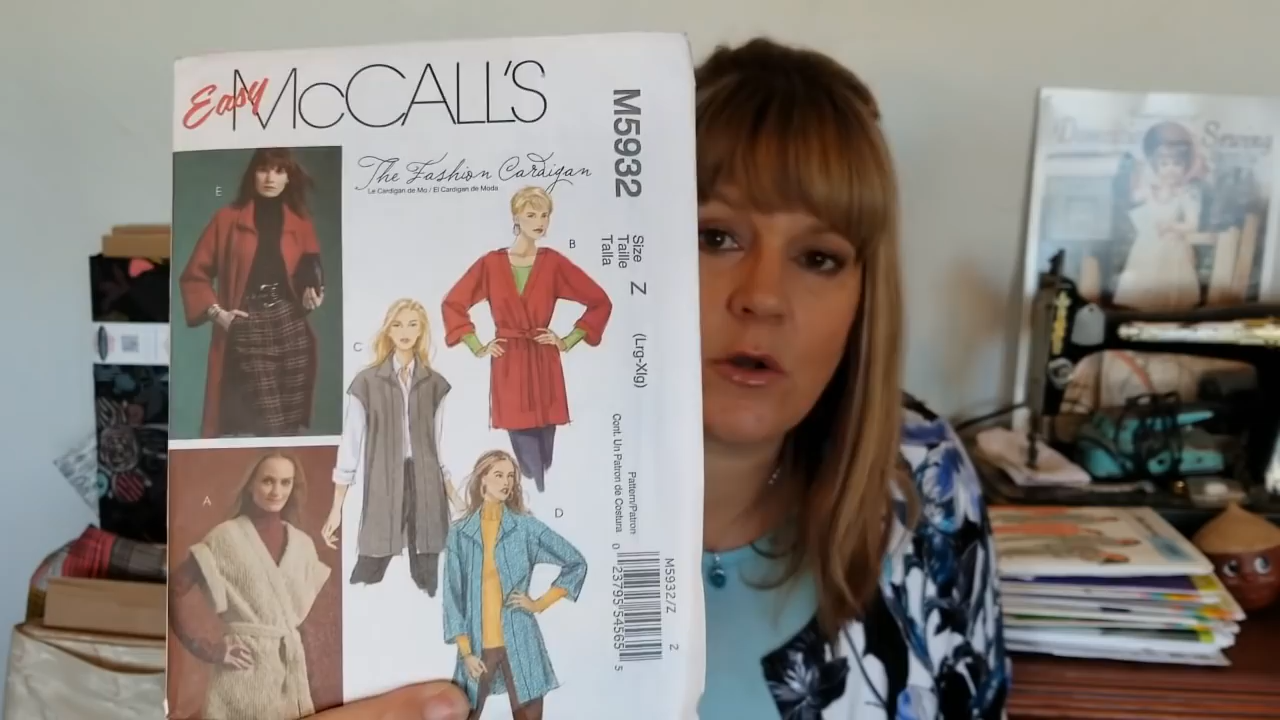 Easy McCALL'S
The Fashion Cardigan
Le Cardigan de Mo / El Cardigan de Moda
E
B
C
A
D
M5932
Size Z (Lrg-Xlg)
Taille
Talla
Pattern/Patron
Cont. Un Patron de Costura
M5932/Z 2
0 23795 54565 5
Sewing